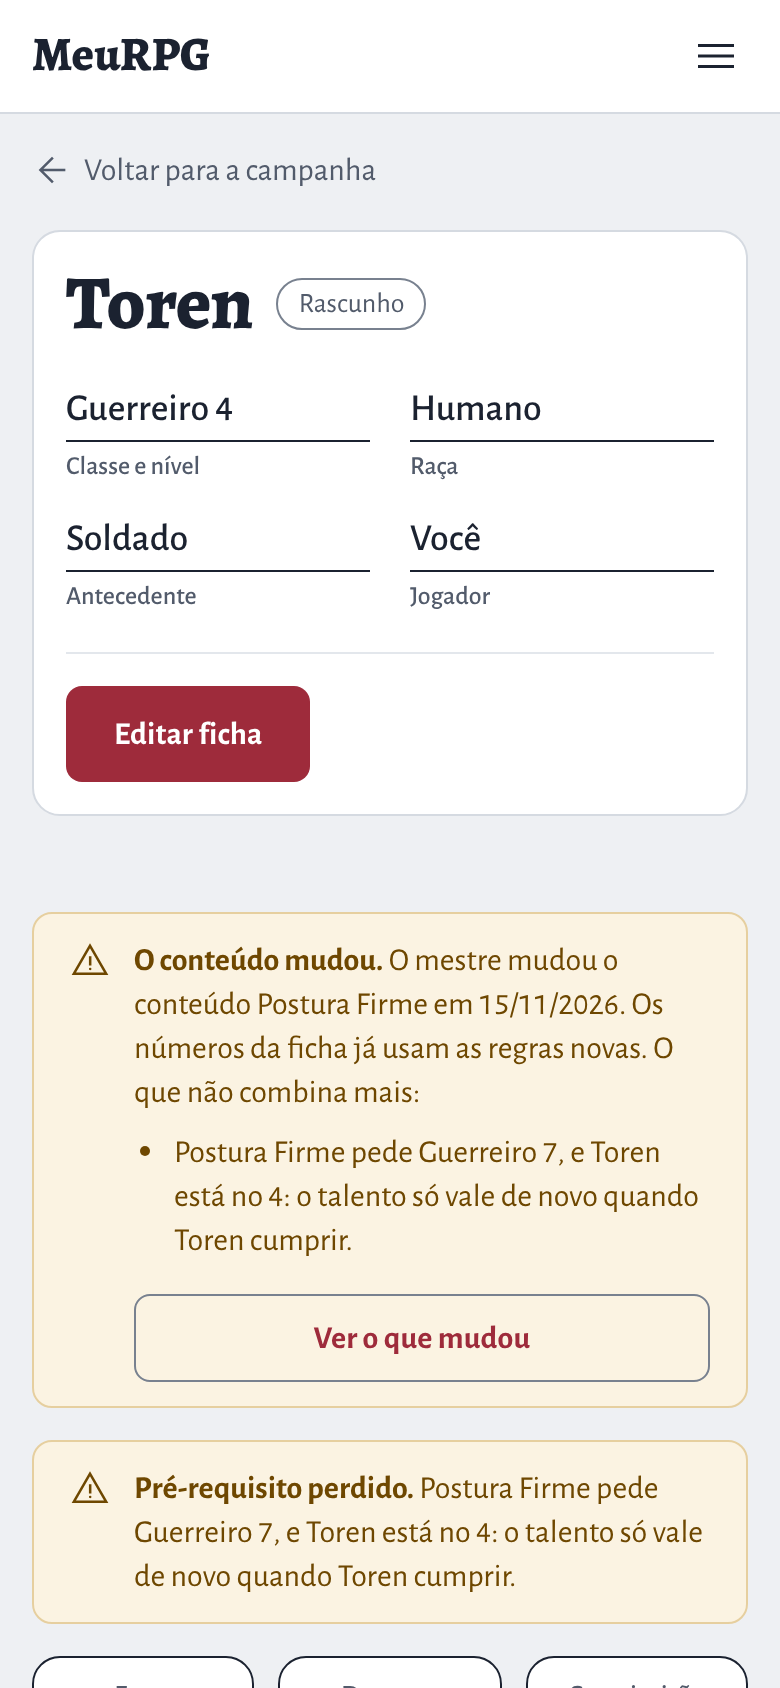 MeuRPG
Voltar para a campanha
Toren
Rascunho
Guerreiro 4
Classe e nível
Humano
Raça
Soldado
Antecedente
Você
Jogador
Editar ficha
O conteúdo mudou. O mestre mudou o
conteúdo Postura Firme em 15/11/2026. Os
números da ficha já usam as regras novas. O
que não combina mais:
• Postura Firme pede Guerreiro 7, e Toren
está no 4: o talento só vale de novo quando
Toren cumprir.
Ver o que mudou
Pré-requisito perdido. Postura Firme pede
Guerreiro 7, e Toren está no 4: o talento só vale
de novo quando Toren cumprir.